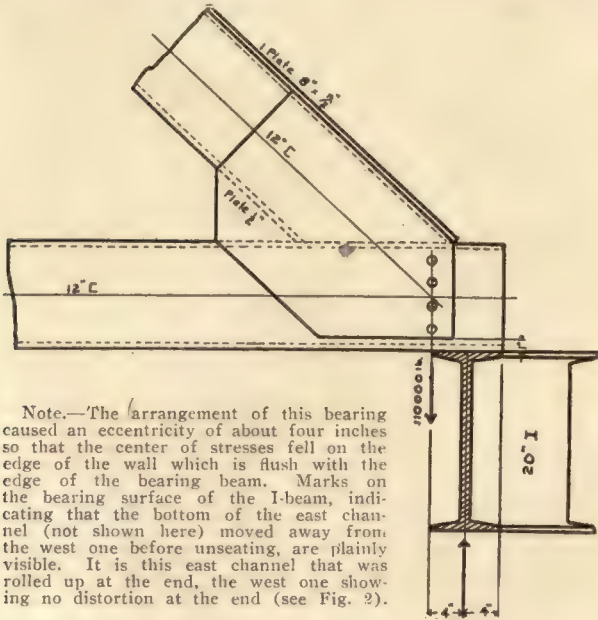 1 Plate 8" x
12" C
Plate ½"
12" C
110000 lb.
20" I
4" 4"
Note.—The arrangement of this bearing
caused an eccentricity of about four inches
so that the center of stresses fell on the
edge of the wall which is flush with the
edge of the bearing beam. Marks on
the bearing surface of the I-beam, indi-
cating that the bottom of the east chan-
nel (not shown here) moved away from
the west one before unseating, are plainly
visible. It is this east channel that was
rolled up at the end, the west one show-
ing no distortion at the end (see Fig. 2).